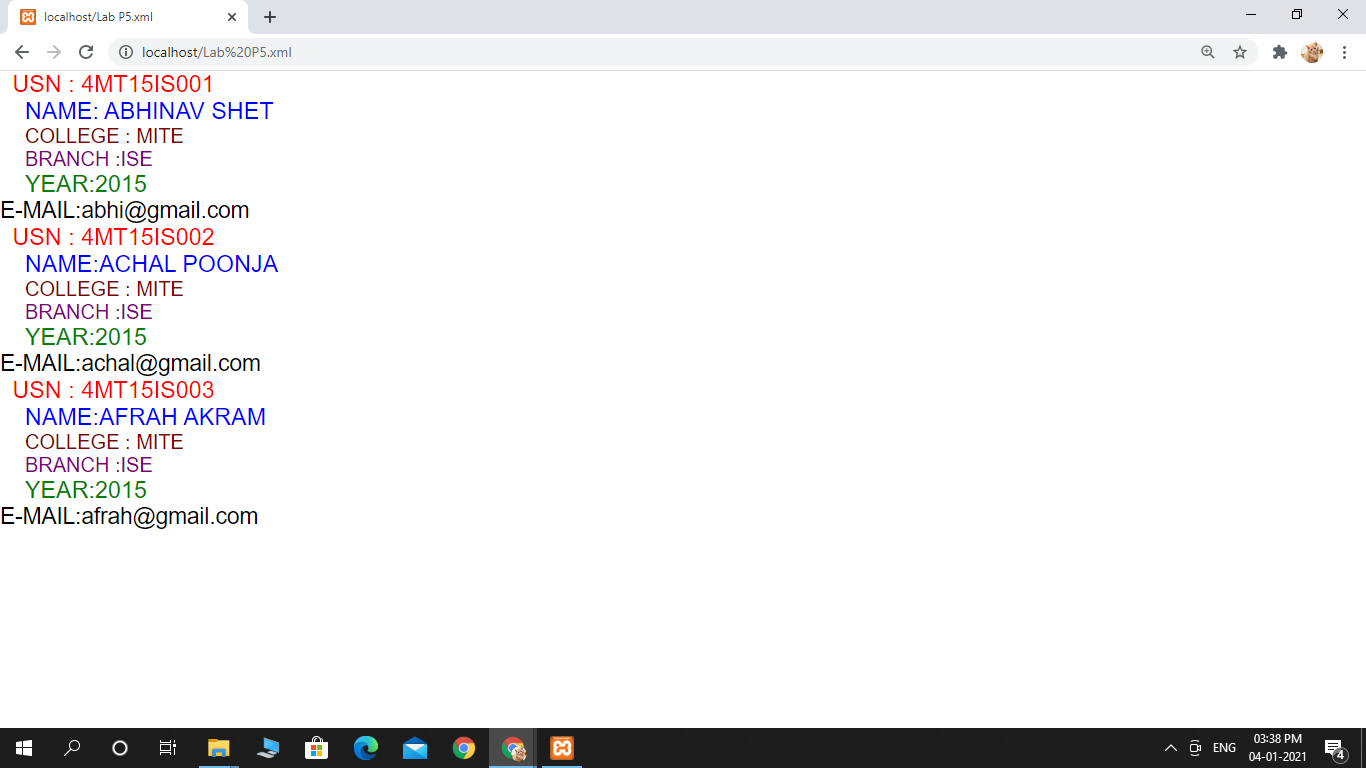 localhost/Lab P5.xml
localhost/Lab%20P5.xml
USN : 4MT15IS001
NAME: ABHINAV SHET
COLLEGE : MITE
BRANCH :ISE
YEAR:2015
E-MAIL:abhi@gmail.com
USN : 4MT15IS002
NAME:ACHAL POONJA
COLLEGE : MITE
BRANCH :ISE
YEAR:2015
E-MAIL:achal@gmail.com
USN : 4MT15IS003
NAME:AFRAH AKRAM
COLLEGE : MITE
BRANCH :ISE
YEAR:2015
E-MAIL:afrah@gmail.com
ENG
03:38 PM
04-01-2021
4